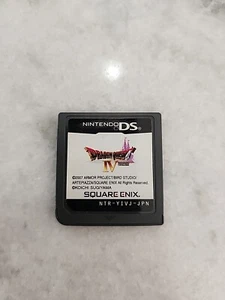 NINTENDO DS
IV
©2007 ARMOR PROJECT/BIRD STUDIO/
ARTEPIAZZA/SQUARE ENIX All Rights Reserved.
©KOICHI SUGIYAMA
SQUARE ENIX
NTR-YIVJ-JPN